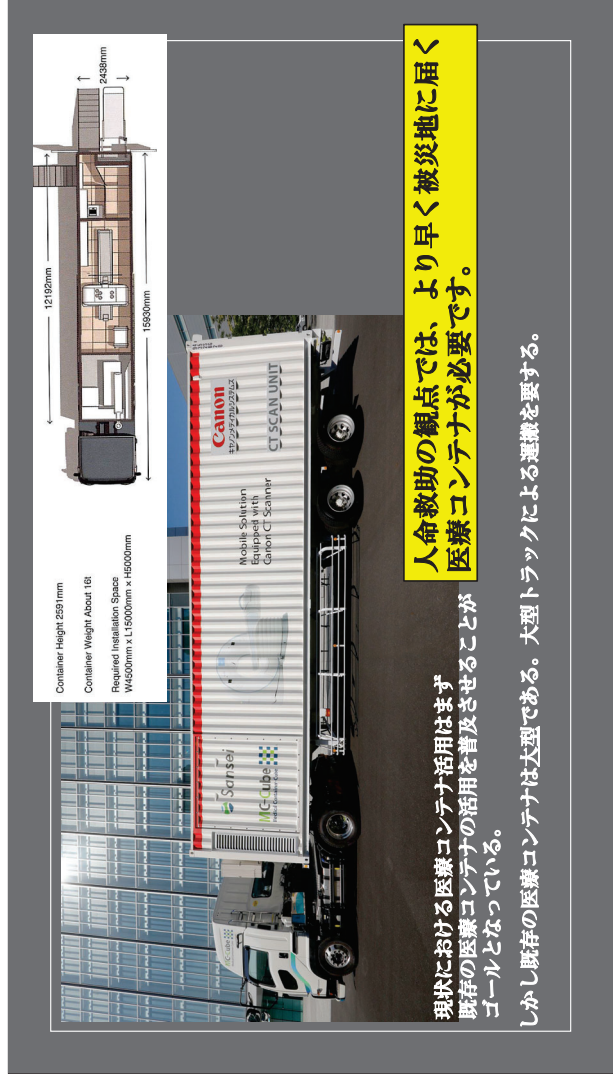 2438mm
12192mm
15930mm
Container Height 2591mm
Container Weight About 16t
Required Installation Space
W4500mm x L15000mm x H5000mm
MC-Cube
Sansei
MC-Cube
Mobile Solution
Equipped with
Canon CT Scanner
Canon
キヤノンメディカルシステムズ
CT SCAN UNIT
現状における医療コンテナ活用はまず
既存の医療コンテナの活用を普及させることが
ゴールとなっている。
人命救助の観点では、より早く被災地に届く
医療コンテナが必要です。
しかし既存の医療コンテナは大型である。大型トラックによる運搬を要する。